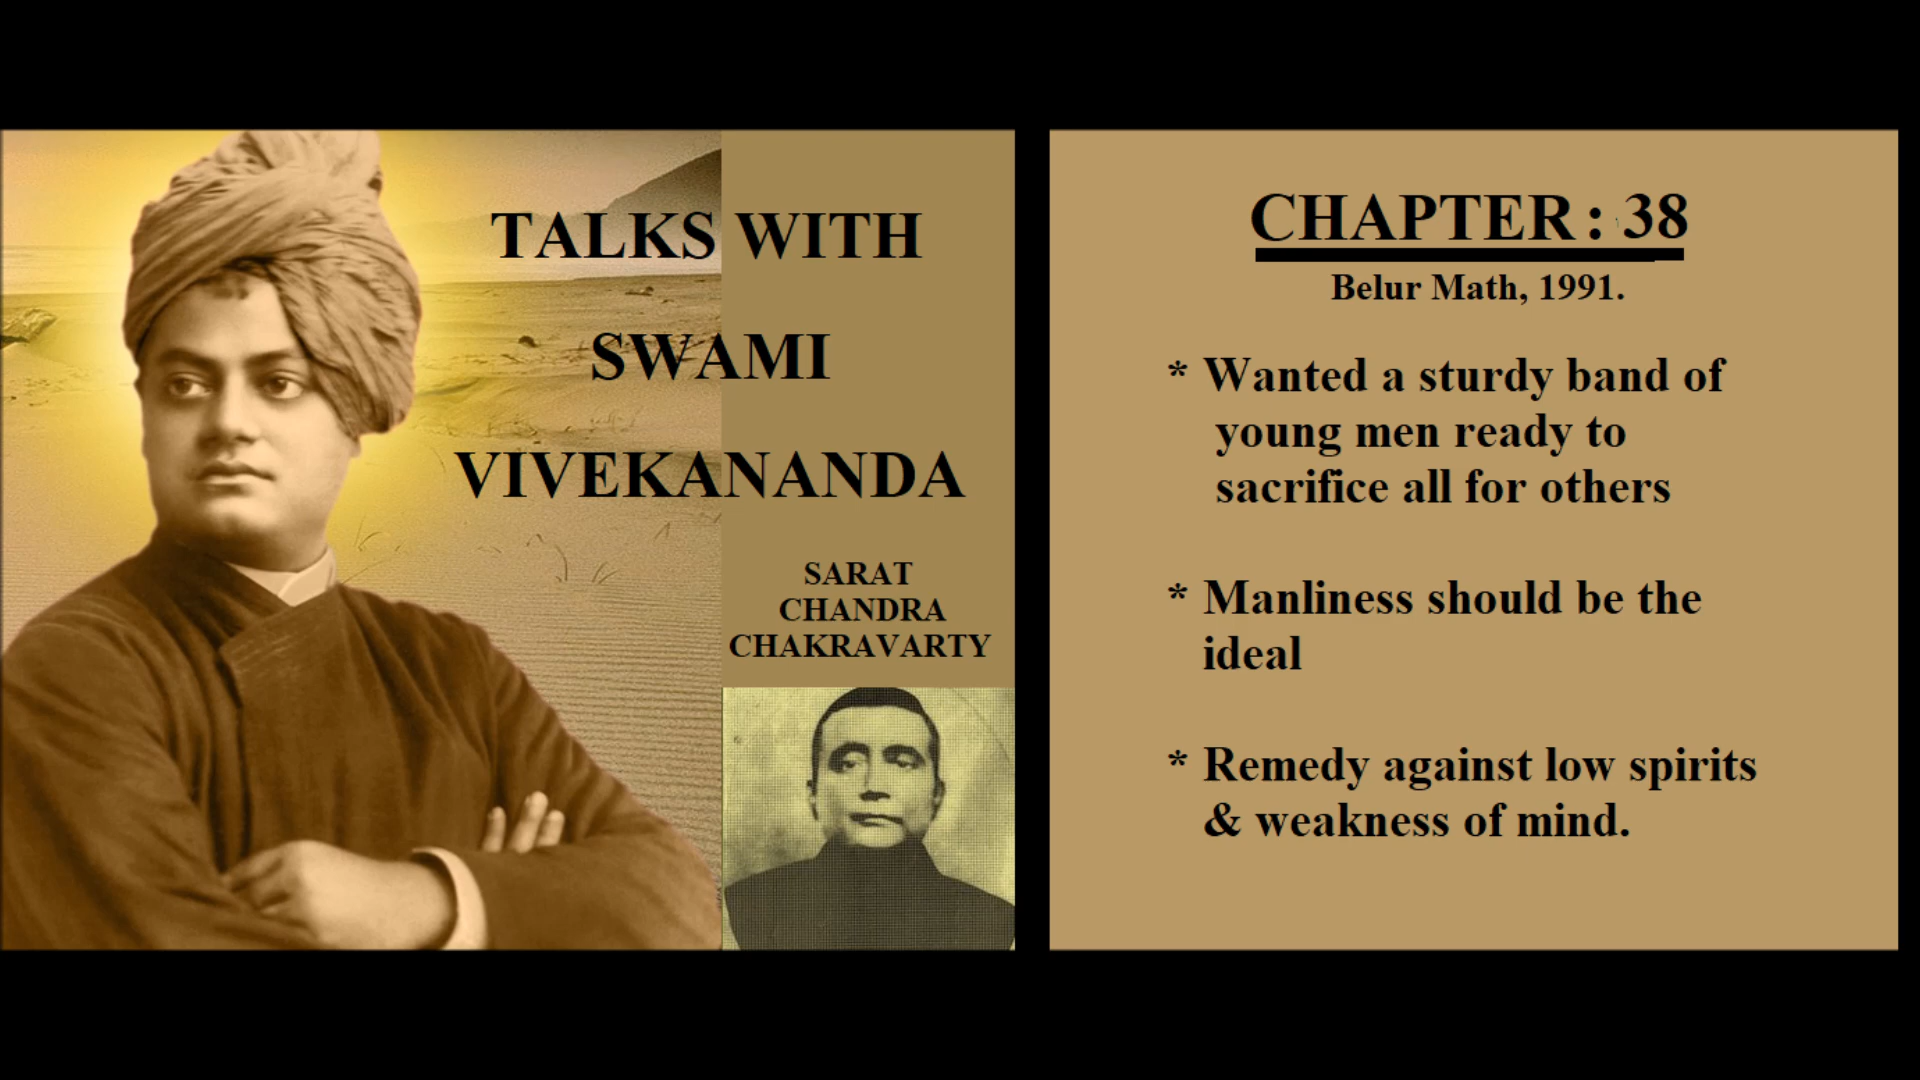 TALKS WITH
SWAMI
VIVEKANANDA
SARAT
CHANDRA
CHAKRAVARTY
CHAPTER : 38
Belur Math, 1991.
* Wanted a sturdy band of
young men ready to
sacrifice all for others
* Manliness should be the
ideal
* Remedy against low spirits
& weakness of mind.